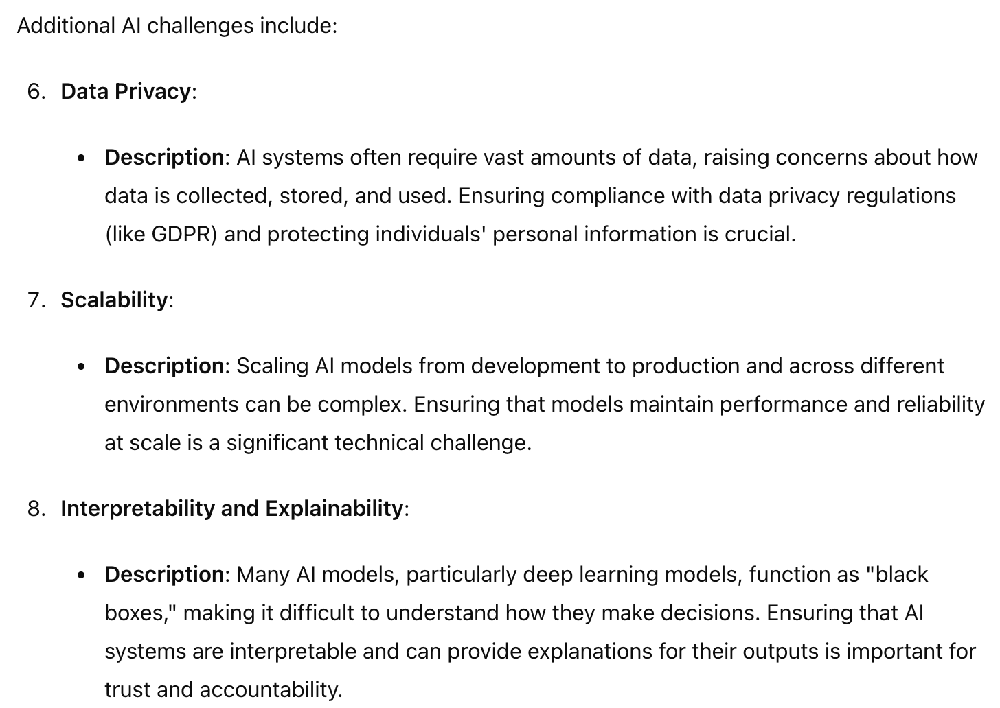 Additional AI challenges include:
6. Data Privacy:
• Description: AI systems often require vast amounts of data, raising concerns about how
data is collected, stored, and used. Ensuring compliance with data privacy regulations
(like GDPR) and protecting individuals' personal information is crucial.
7. Scalability:
• Description: Scaling AI models from development to production and across different
environments can be complex. Ensuring that models maintain performance and reliability
at scale is a significant technical challenge.
8. Interpretability and Explainability:
• Description: Many AI models, particularly deep learning models, function as "black
boxes," making it difficult to understand how they make decisions. Ensuring that AI
systems are interpretable and can provide explanations for their outputs is important for
trust and accountability.